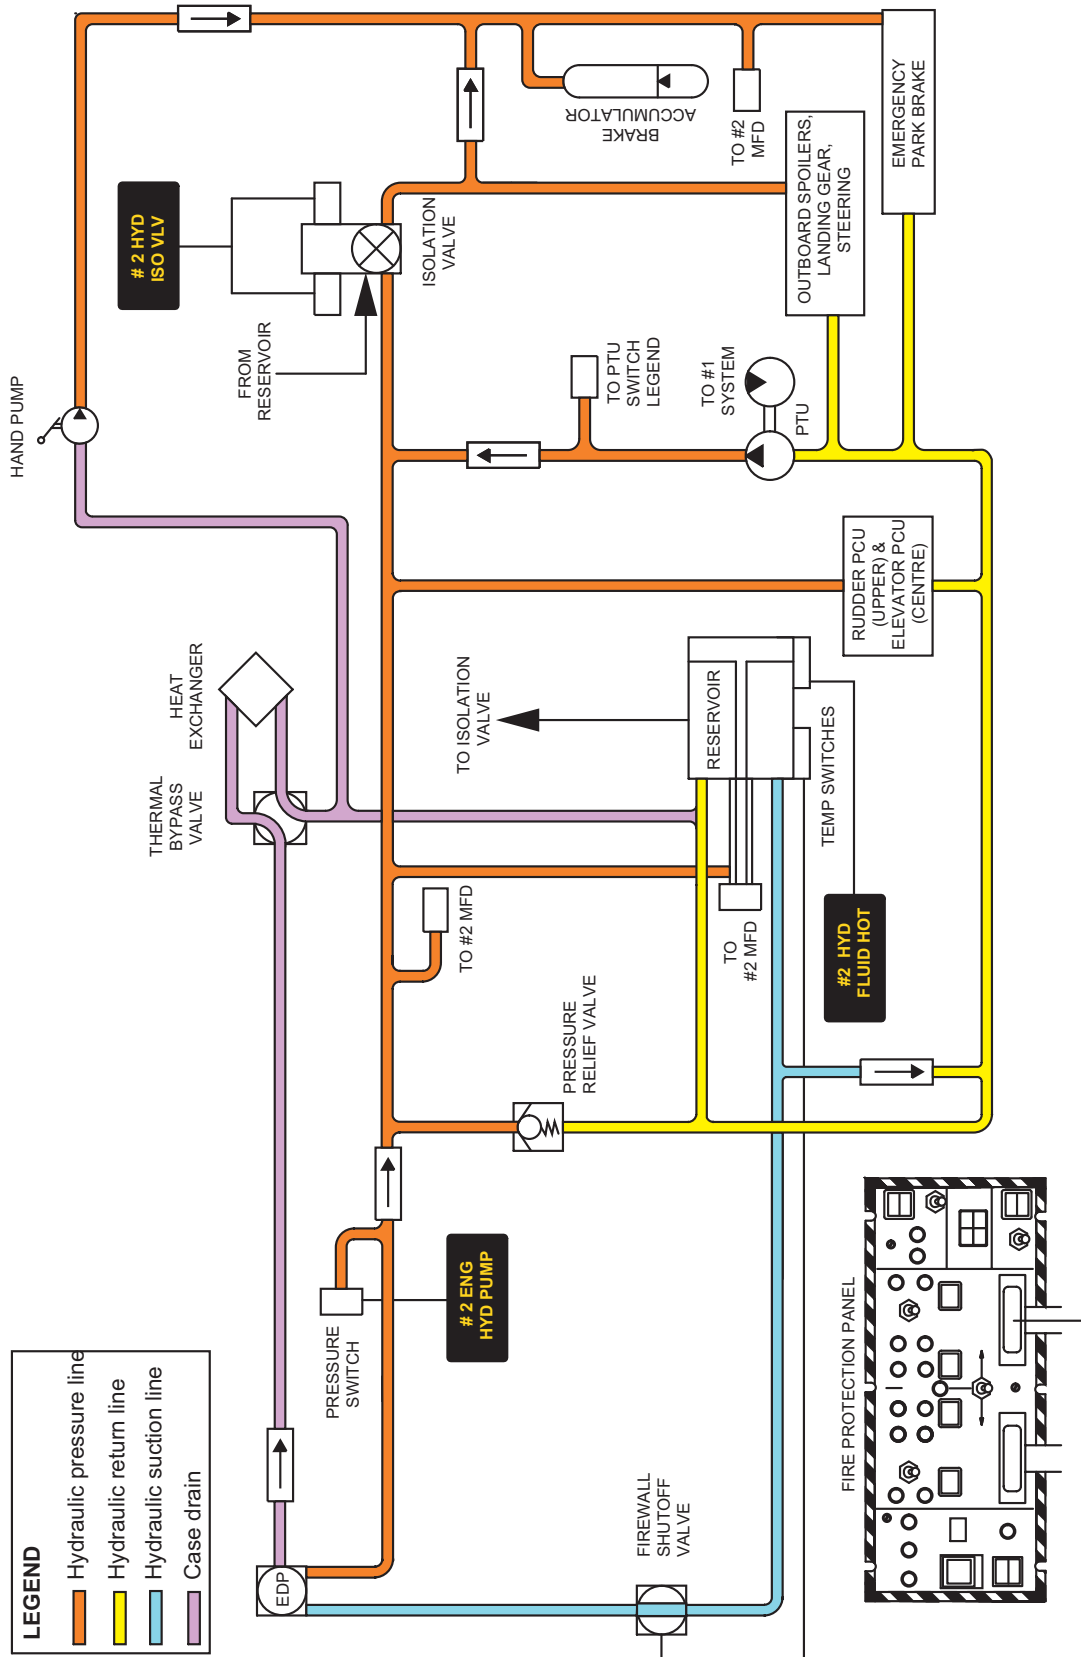 LEGEND
Hydraulic pressure line
Hydraulic return line
Hydraulic suction line
Case drain
EDP
PRESSURE
SWITCH
# 2 ENG
HYD PUMP
FIREWALL
SHUTOFF
VALVE
FIRE PROTECTION PANEL
THERMAL
BYPASS
VALVE
HEAT
EXCHANGER
TO #2 MFD
PRESSURE
RELIEF VALVE
TO
#2 MFD
#2 HYD
FLUID HOT
TEMP SWITCHES
RESERVOIR
TO ISOLATION
VALVE
RUDDER PCU
(UPPER) &
ELEVATOR PCU
(CENTRE)
HAND PUMP
FROM
RESERVOIR
# 2 HYD
ISO VLV
ISOLATION
VALVE
TO PTU
SWITCH
LEGEND
TO #1
SYSTEM
PTU
BRAKE
ACCUMULATOR
TO #2
MFD
OUTBOARD SPOILERS,
LANDING GEAR,
STEERING
EMERGENCY
PARK BRAKE